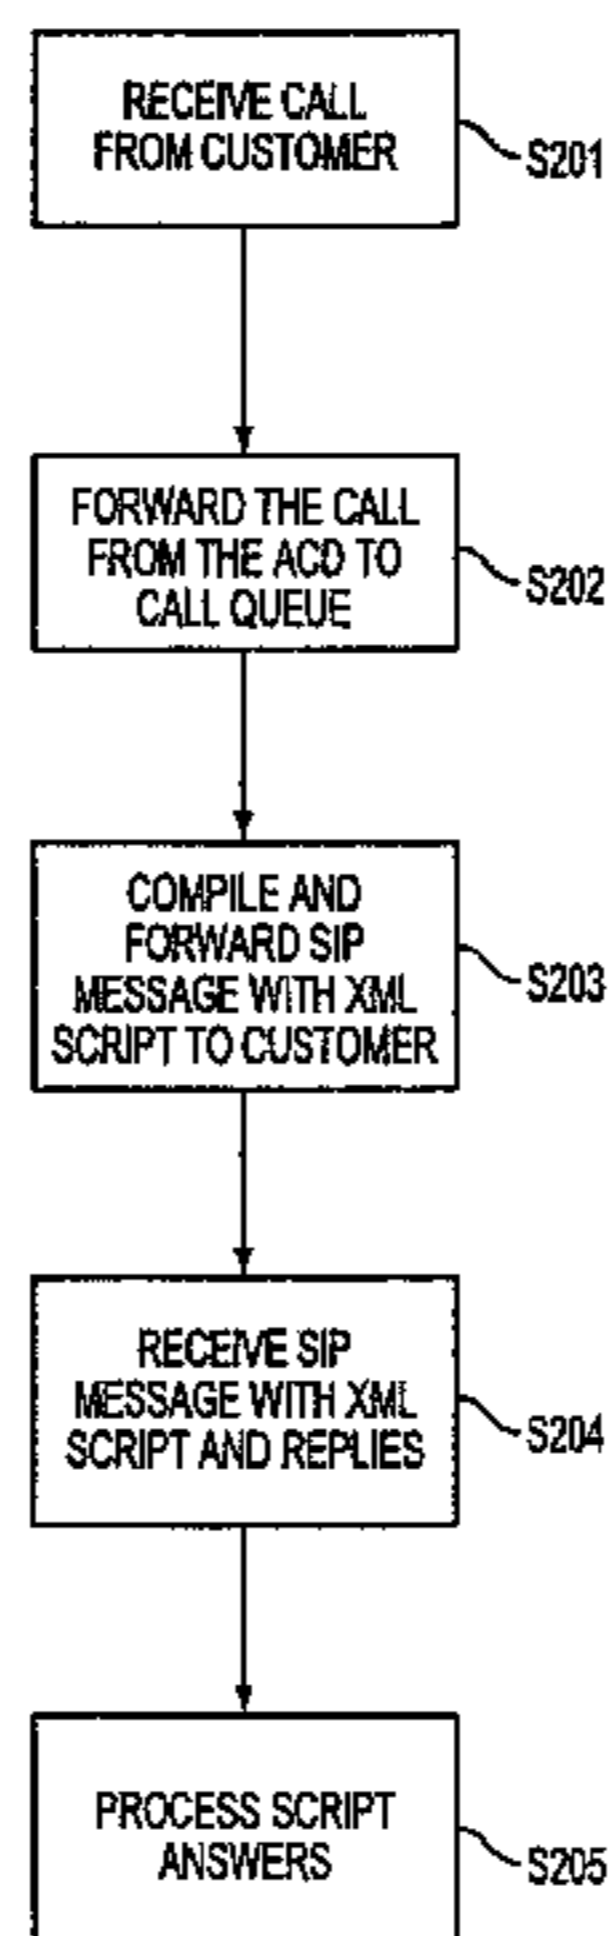 RECEIVE CALL
FROM CUSTOMER
S201
FORWARD THE CALL
FROM THE ACD TO
CALL QUEUE
S202
COMPILE AND
FORWARD SIP
MESSAGE WITH XML
SCRIPT TO CUSTOMER
S203
RECEIVE SIP
MESSAGE WITH XML
SCRIPT AND REPLIES
S204
PROCESS SCRIPT
ANSWERS
S205